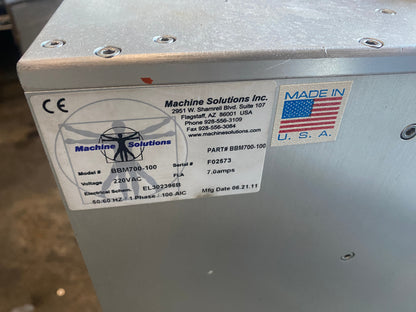 CE
Machine Solutions Inc.
2951 W. Shamrell Blvd. Suite 107
Flagstaff, AZ 86001 USA
Phone 928-556-3109
Fax 928-556-3084
www.machinesolutions.com
MADE IN
U.S.A.
Machine Solutions
PART# BBM700-100
Model # BBM700-100 Serial # F02573
Voltage 220VAC FLA 7.0amps
Electrical Schem. EL302396B Mfg Date 06.21.11
50/60 HZ - 1 Phase - 100 AIC